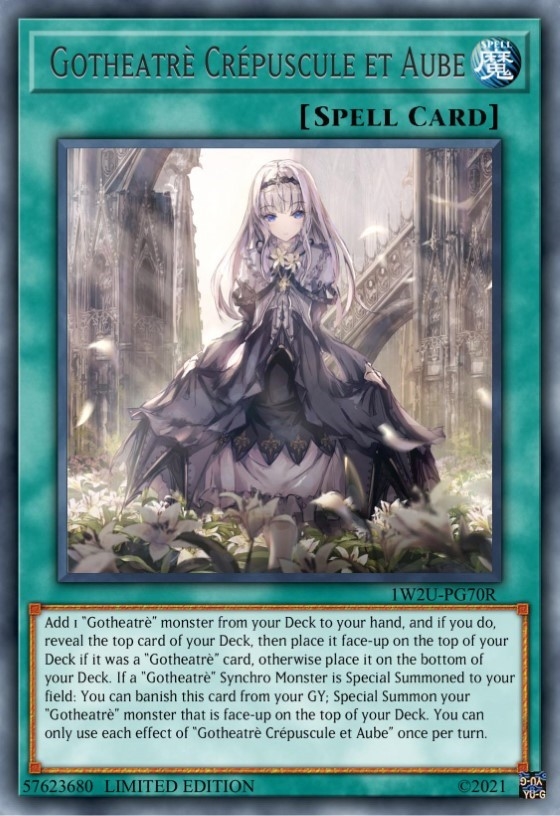 Gotheatrè Crépuscule et Aube
SPELL
魔
[Spell Card]
1W2U-PG70R
Add 1 "Gotheatrè" monster from your Deck to your hand, and if you do,
reveal the top card of your Deck, then place it face-up on the top of your
Deck if it was a "Gotheatrè" card, otherwise place it on the bottom of
your Deck. If a "Gotheatrè" Synchro Monster is Special Summoned to your
field: You can banish this card from your GY; Special Summon your
"Gotheatrè" monster that is face-up on the top of your Deck. You can
only use each effect of "Gotheatrè Crépuscule et Aube" once per turn.
57623680 LIMITED EDITION
©2021
YU-G